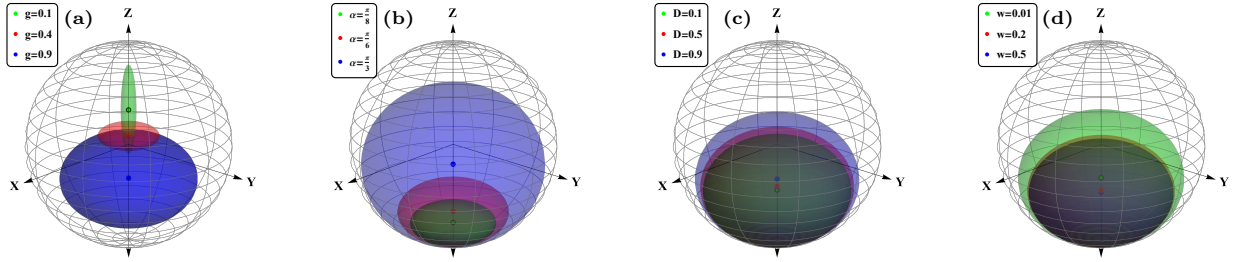 (a)
g=0.1
g=0.4
g=0.9
Z
X
Y
(b)
α=π/8
α=π/6
α=π/3
Z
X
Y
(c)
D=0.1
D=0.5
D=0.9
Z
X
Y
(d)
w=0.01
w=0.2
w=0.5
Z
X
Y